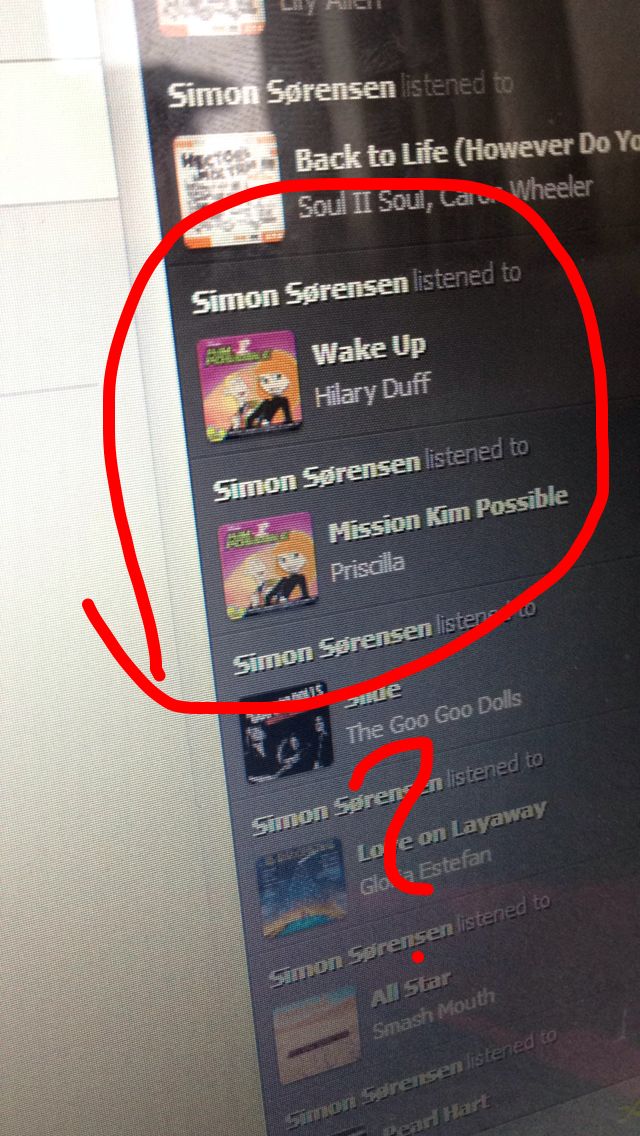 Lily Allen
Simon Sørensen listened to
Back to Life (However Do Yo
Soul II Soul, Caron Wheeler
Simon Sørensen listened to
Wake Up
Hilary Duff
Simon Sørensen listened to
Mission Kim Possible
Priscilla
Simon Sørensen listened to
Slide
The Goo Goo Dolls
Simon Sørensen listened to
Love on Layaway
Gloria Estefan
?
Simon Sørensen listened to
All Star
Smash Mouth
Simon Sørensen listened to
Pearl Hart